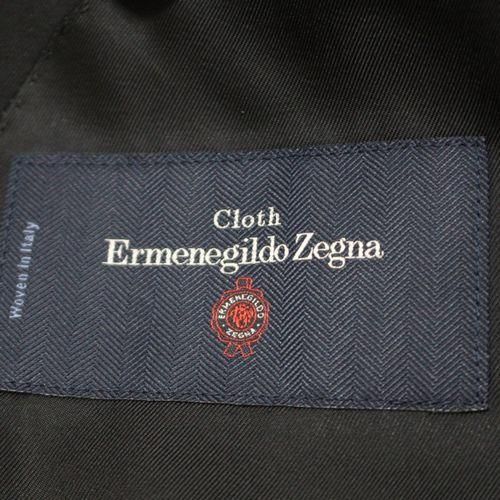 Cloth
Ermenegildo Zegna
ERMENEGILDO
ZEGNA
Woven in Italy